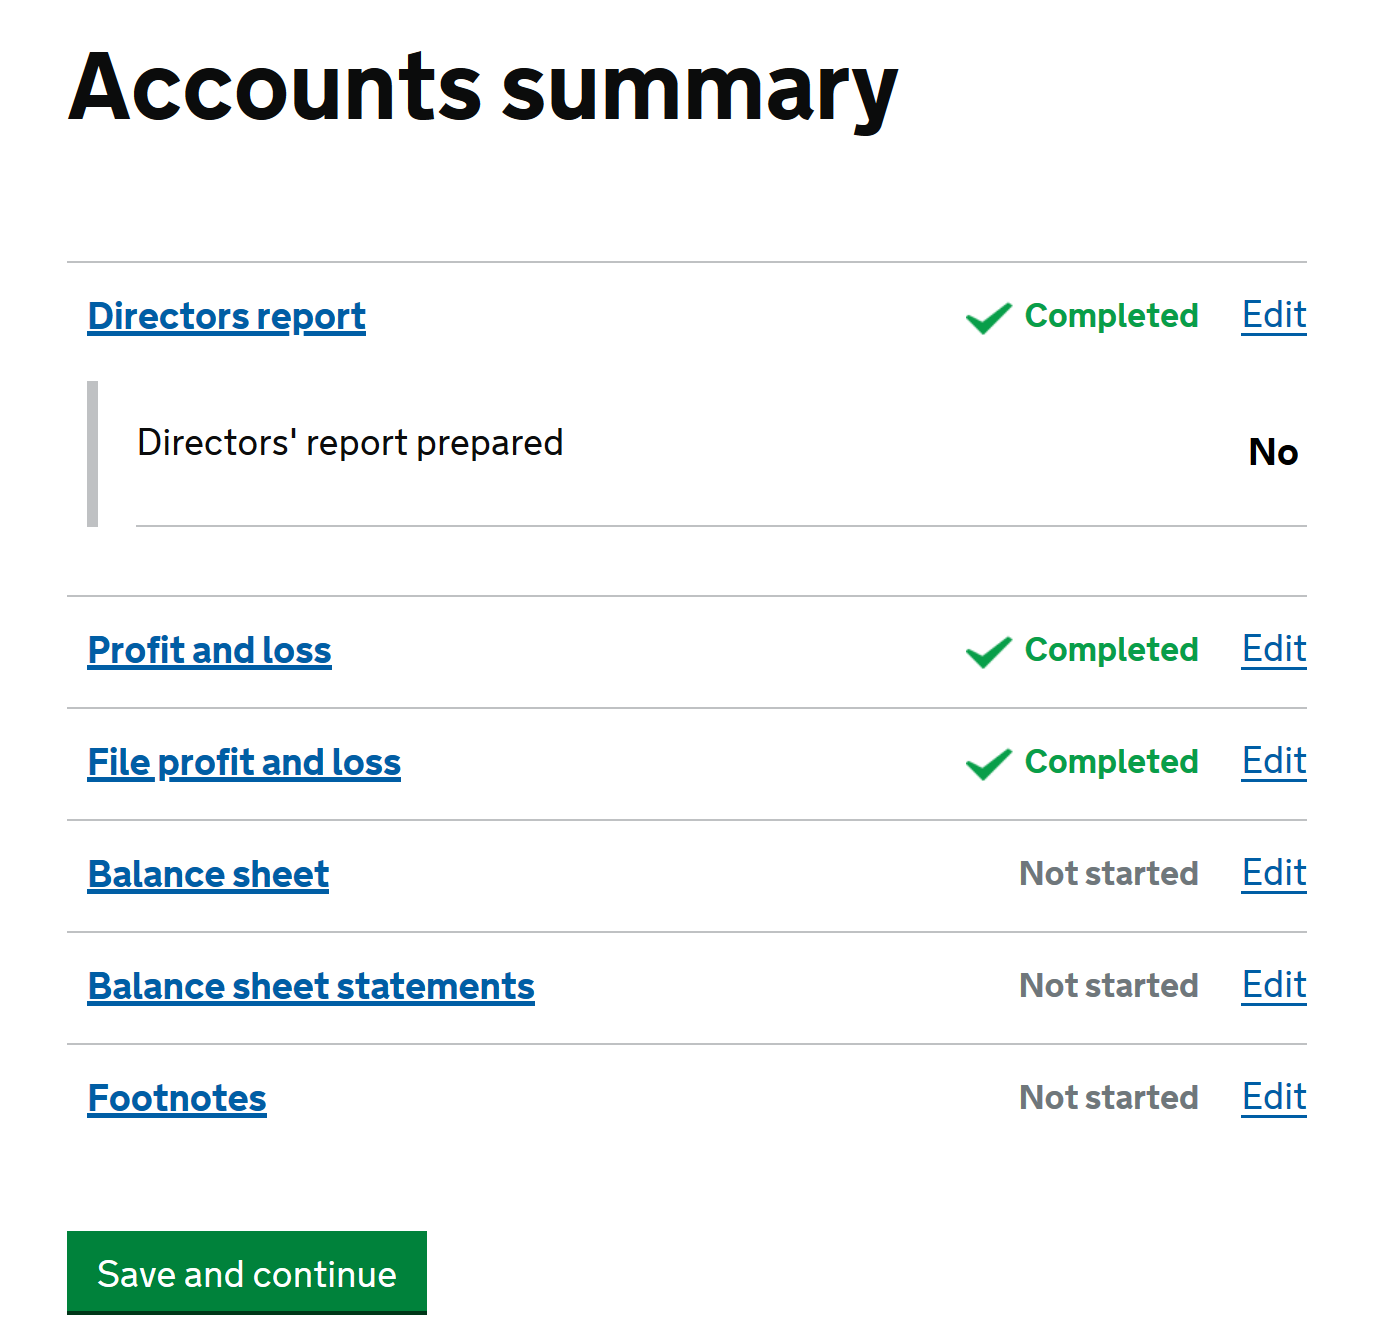 Accounts summary
Directors report Completed Edit
Directors' report prepared No
Profit and loss Completed Edit
File profit and loss Completed Edit
Balance sheet Not started Edit
Balance sheet statements Not started Edit
Footnotes Not started Edit
Save and continue